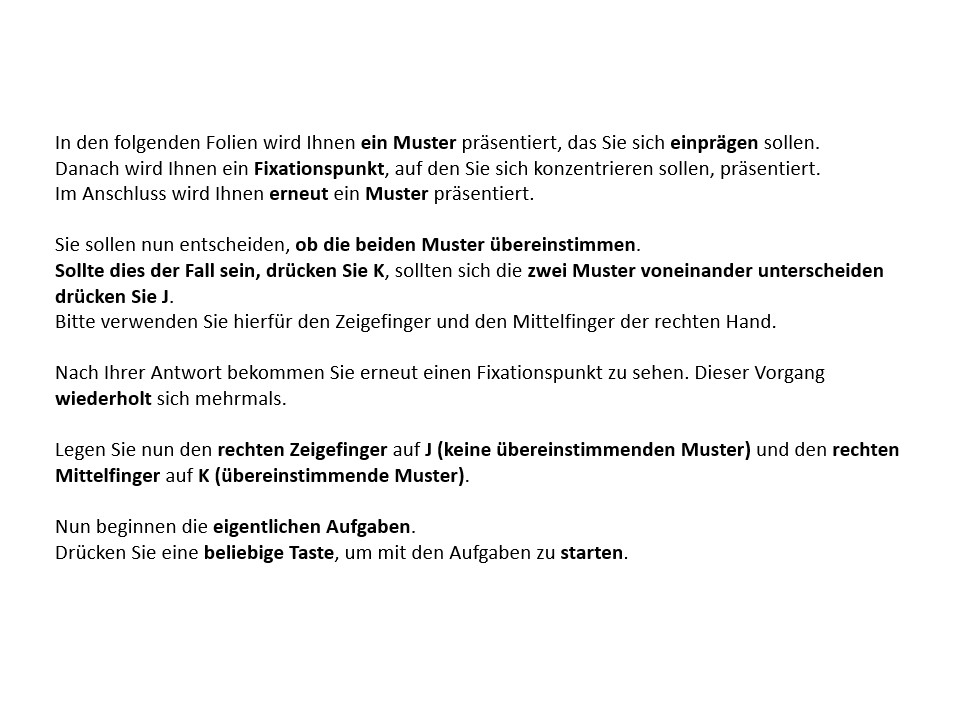 In den folgenden Folien wird Ihnen ein Muster präsentiert, das Sie sich einprägen sollen.
Danach wird Ihnen ein Fixationspunkt, auf den Sie sich konzentrieren sollen, präsentiert.
Im Anschluss wird Ihnen erneut ein Muster präsentiert.
Sie sollen nun entscheiden, ob die beiden Muster übereinstimmen.
Sollte dies der Fall sein, drücken Sie K, sollten sich die zwei Muster voneinander unterscheiden
drücken Sie J.
Bitte verwenden Sie hierfür den Zeigefinger und den Mittelfinger der rechten Hand.
Nach Ihrer Antwort bekommen Sie erneut einen Fixationspunkt zu sehen. Dieser Vorgang
wiederholt sich mehrmals.
Legen Sie nun den rechten Zeigefinger auf J (keine übereinstimmenden Muster) und den rechten
Mittelfinger auf K (übereinstimmende Muster).
Nun beginnen die eigentlichen Aufgaben.
Drücken Sie eine beliebige Taste, um mit den Aufgaben zu starten.